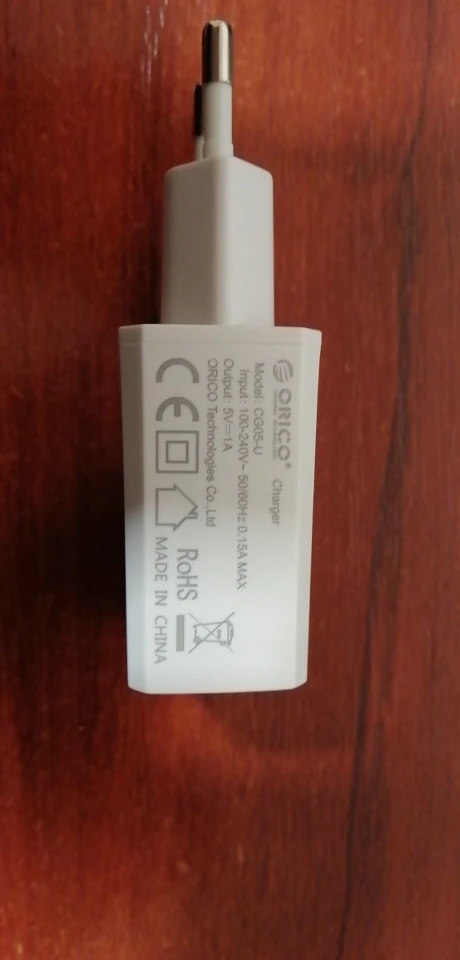 ORICO®
Charger
Model : CG05-U
Input : 100-240V~ 50/60Hz 0.15A MAX
Output : 5V⎓1A
ORICO Technologies Co.,Ltd
CE
RoHS
MADE IN CHINA